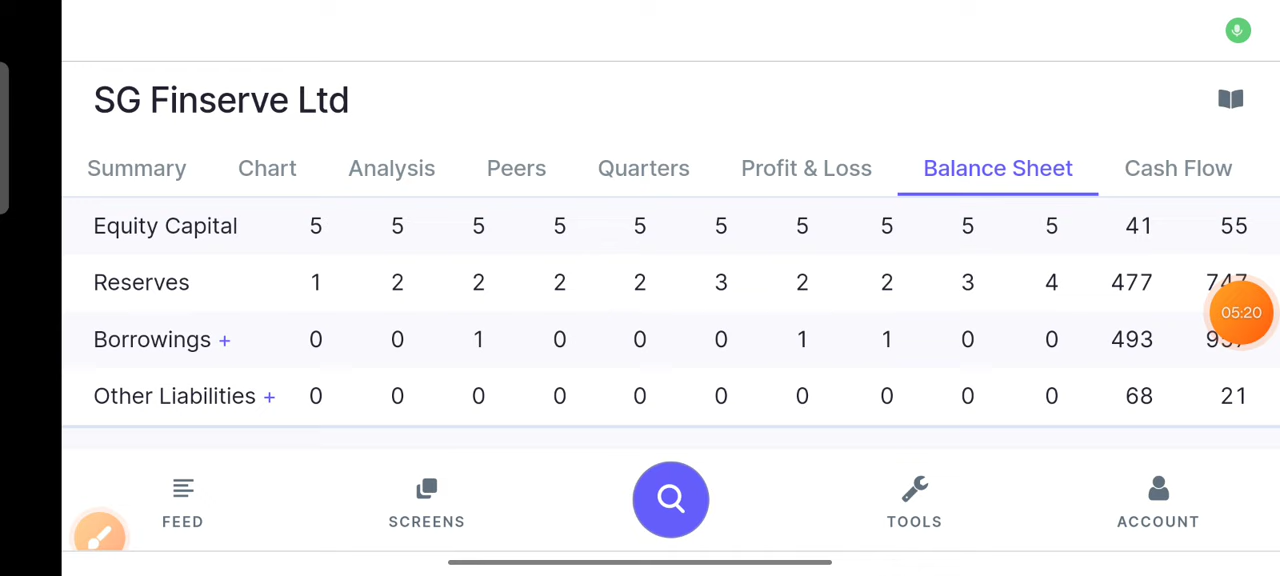 SG Finserve Ltd
Summary Chart Analysis Peers Quarters Profit & Loss Balance Sheet Cash Flow
Equity Capital 5 5 5 5 5 5 5 5 5 5 41 55
Reserves 1 2 2 2 2 3 2 2 3 4 477
Borrowings + 0 0 1 0 0 0 1 1 0 0 493
Other Liabilities + 0 0 0 0 0 0 0 0 0 0 68 21
05:20
FEED SCREENS TOOLS ACCOUNT